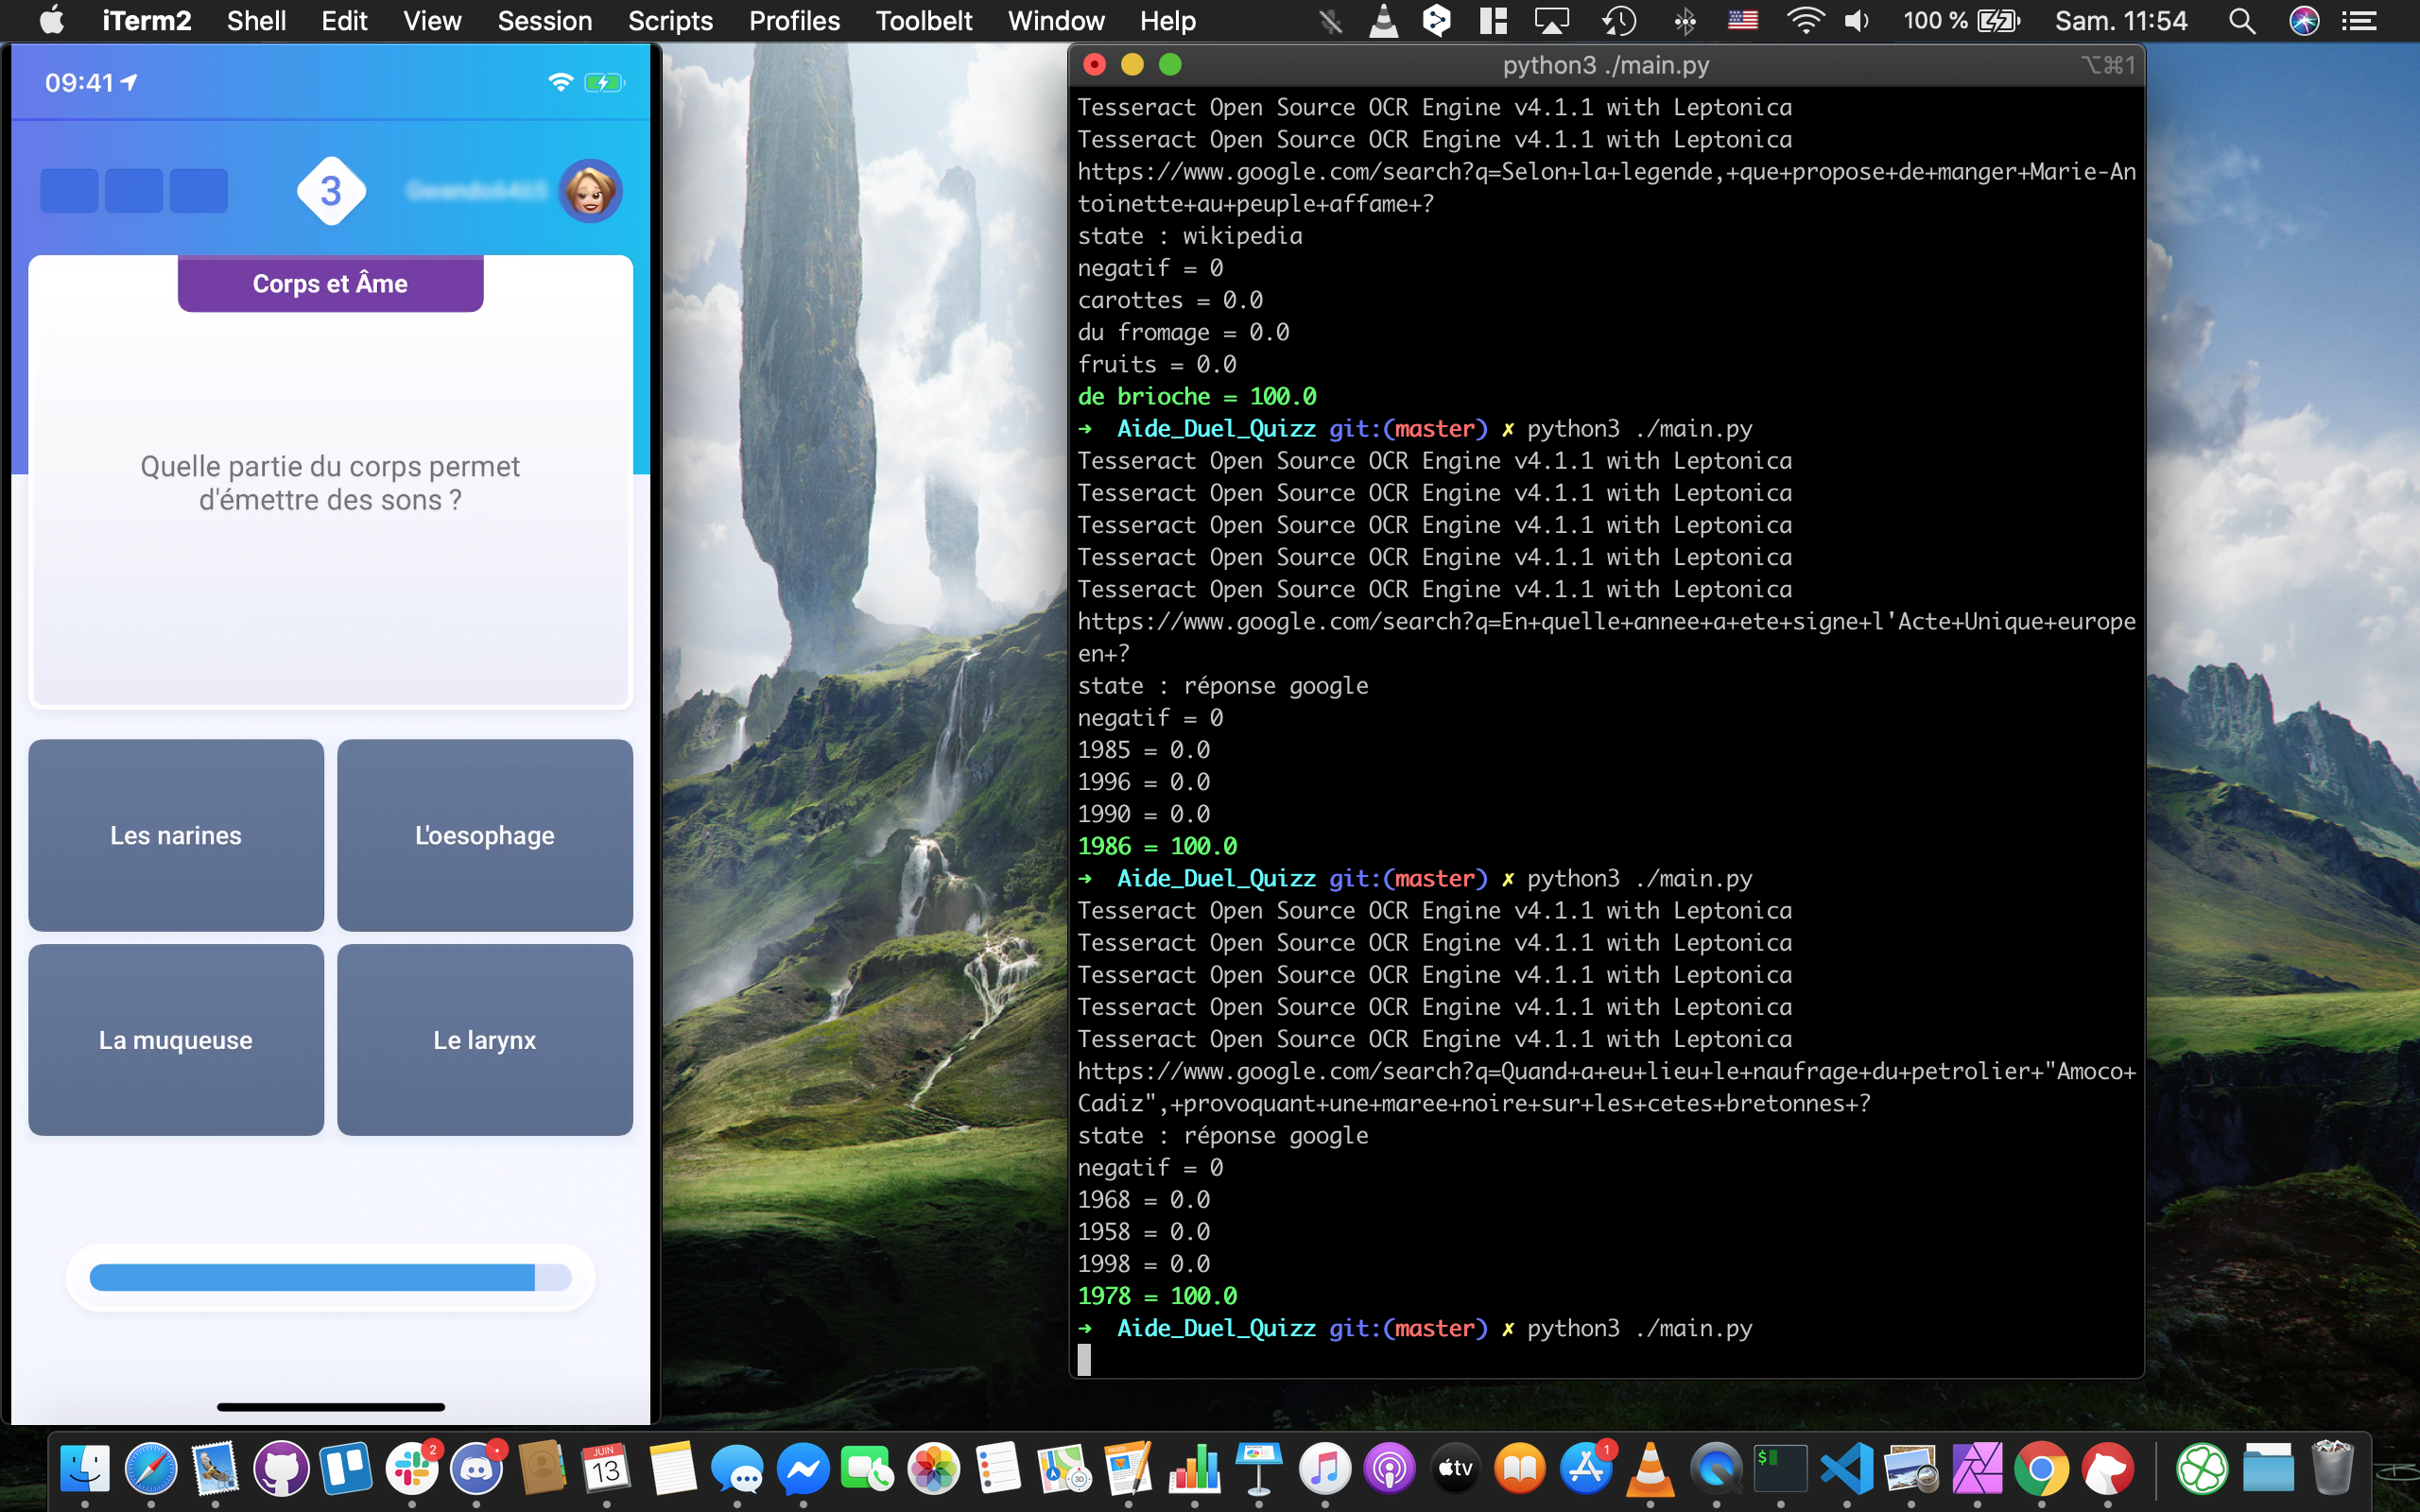 iTerm2 Shell Edit View Session Scripts Profiles Toolbelt Window Help 100 % Sam. 11:54
09:41
3
Corps et Âme
Quelle partie du corps permet
d'émettre des sons ?
Les narines
L'oesophage
La muqueuse
Le larynx
python3 ./main.py ⌥⌘1
Tesseract Open Source OCR Engine v4.1.1 with Leptonica
Tesseract Open Source OCR Engine v4.1.1 with Leptonica
https://www.google.com/search?q=Selon+la+legende,+que+propose+de+manger+Marie-An
toinette+au+peuple+affame+?
state : wikipedia
negatif = 0
carottes = 0.0
du fromage = 0.0
fruits = 0.0
de brioche = 100.0
➜ Aide_Duel_Quizz git:(master) ✗ python3 ./main.py
Tesseract Open Source OCR Engine v4.1.1 with Leptonica
Tesseract Open Source OCR Engine v4.1.1 with Leptonica
Tesseract Open Source OCR Engine v4.1.1 with Leptonica
Tesseract Open Source OCR Engine v4.1.1 with Leptonica
Tesseract Open Source OCR Engine v4.1.1 with Leptonica
https://www.google.com/search?q=En+quelle+annee+a+ete+signe+l'Acte+Unique+europe
en+?
state : réponse google
negatif = 0
1985 = 0.0
1996 = 0.0
1990 = 0.0
1986 = 100.0
➜ Aide_Duel_Quizz git:(master) ✗ python3 ./main.py
Tesseract Open Source OCR Engine v4.1.1 with Leptonica
Tesseract Open Source OCR Engine v4.1.1 with Leptonica
Tesseract Open Source OCR Engine v4.1.1 with Leptonica
Tesseract Open Source OCR Engine v4.1.1 with Leptonica
Tesseract Open Source OCR Engine v4.1.1 with Leptonica
https://www.google.com/search?q=Quand+a+eu+lieu+le+naufrage+du+petrolier+"Amoco+
Cadiz",+provoquant+une+maree+noire+sur+les+cetes+bretonnes+?
state : réponse google
negatif = 0
1968 = 0.0
1958 = 0.0
1998 = 0.0
1978 = 100.0
➜ Aide_Duel_Quizz git:(master) ✗ python3 ./main.py
2
JUIN
13
PAGES
tv
1
$